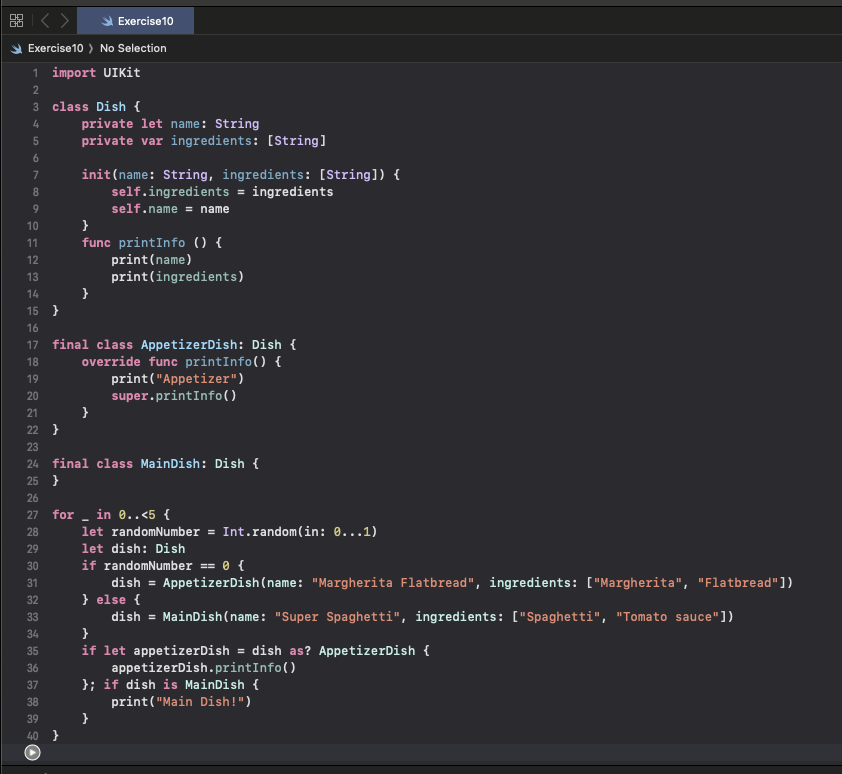 Exercise10
Exercise10 〉 No Selection
1 import UIKit
2
3 class Dish {
4     private let name: String
5     private var ingredients: [String]
6
7     init(name: String, ingredients: [String]) {
8         self.ingredients = ingredients
9         self.name = name
10     }
11     func printInfo () {
12         print(name)
13         print(ingredients)
14     }
15 }
16
17 final class AppetizerDish: Dish {
18     override func printInfo() {
19         print("Appetizer")
20         super.printInfo()
21     }
22 }
23
24 final class MainDish: Dish {
25 }
26
27 for _ in 0..<5 {
28     let randomNumber = Int.random(in: 0...1)
29     let dish: Dish
30     if randomNumber == 0 {
31         dish = AppetizerDish(name: "Margherita Flatbread", ingredients: ["Margherita", "Flatbread"])
32     } else {
33         dish = MainDish(name: "Super Spaghetti", ingredients: ["Spaghetti", "Tomato sauce"])
34     }
35     if let appetizerDish = dish as? AppetizerDish {
36         appetizerDish.printInfo()
37     }; if dish is MainDish {
38         print("Main Dish!")
39     }
40 }